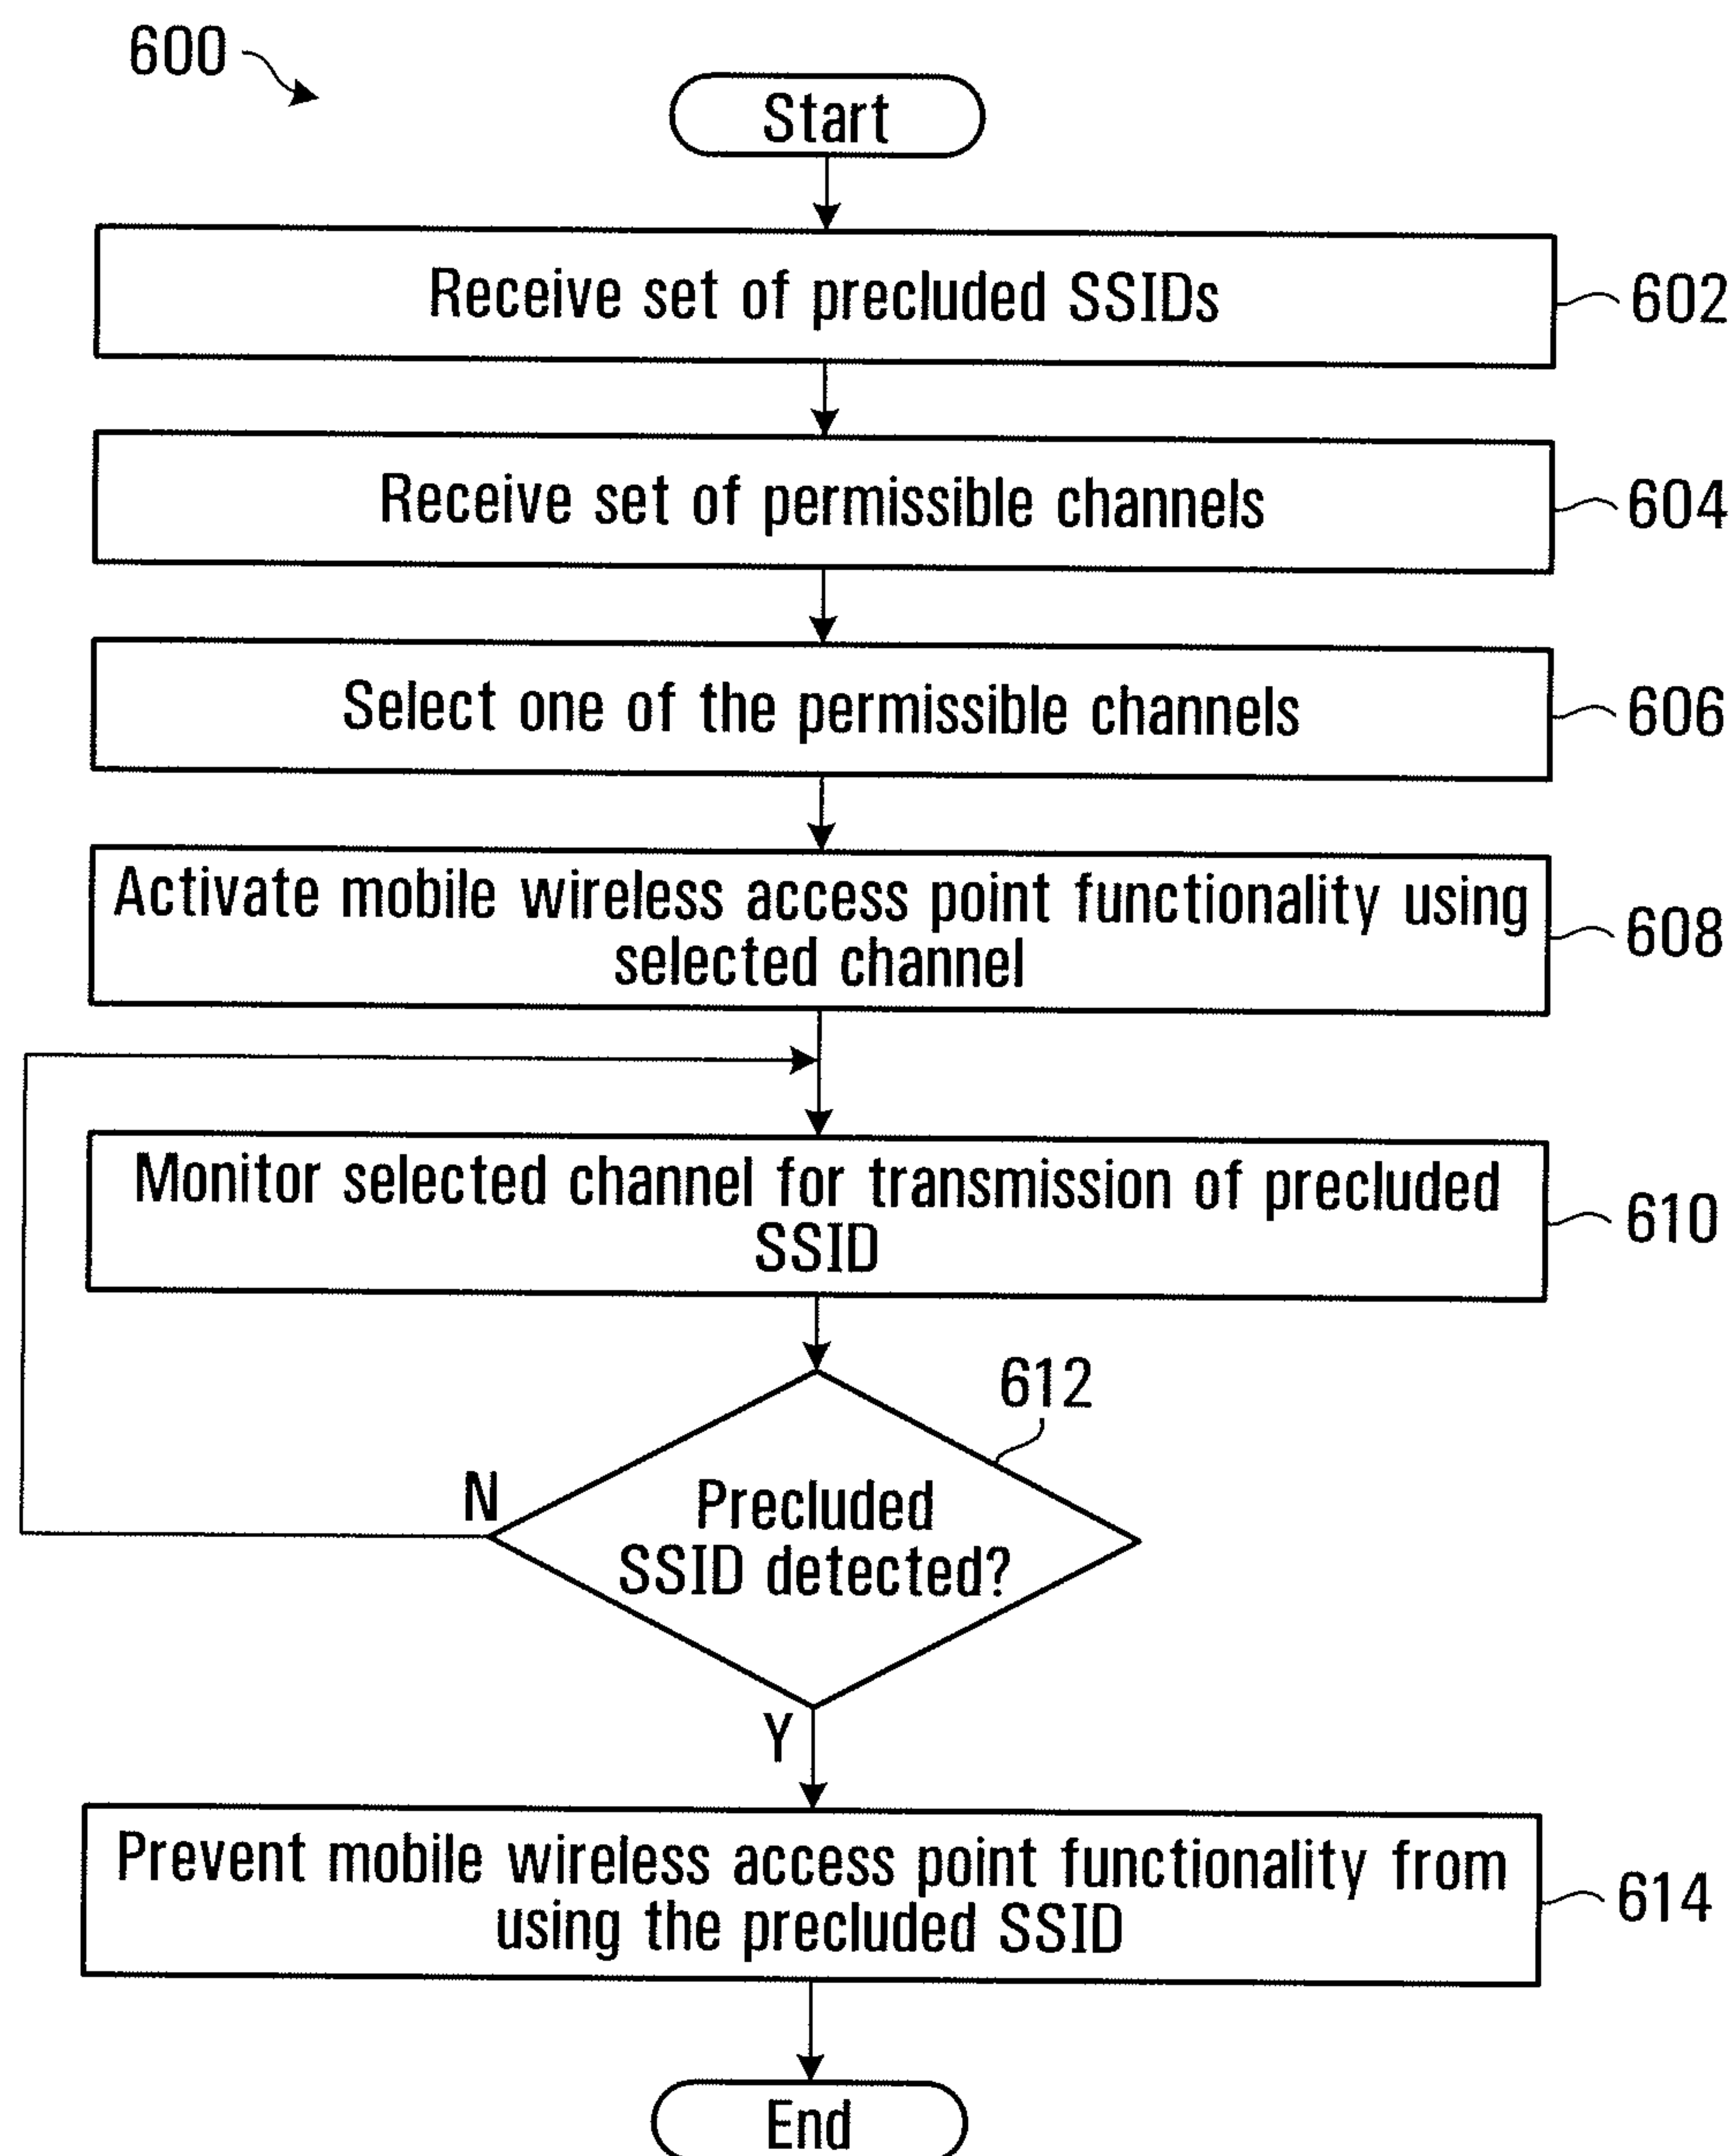 600
Start
Receive set of precluded SSIDs
602
Receive set of permissible channels
604
Select one of the permissible channels
606
Activate mobile wireless access point functionality using
selected channel
608
Monitor selected channel for transmission of precluded
SSID
610
612
Precluded
SSID detected?
N
Y
Prevent mobile wireless access point functionality from
using the precluded SSID
614
End